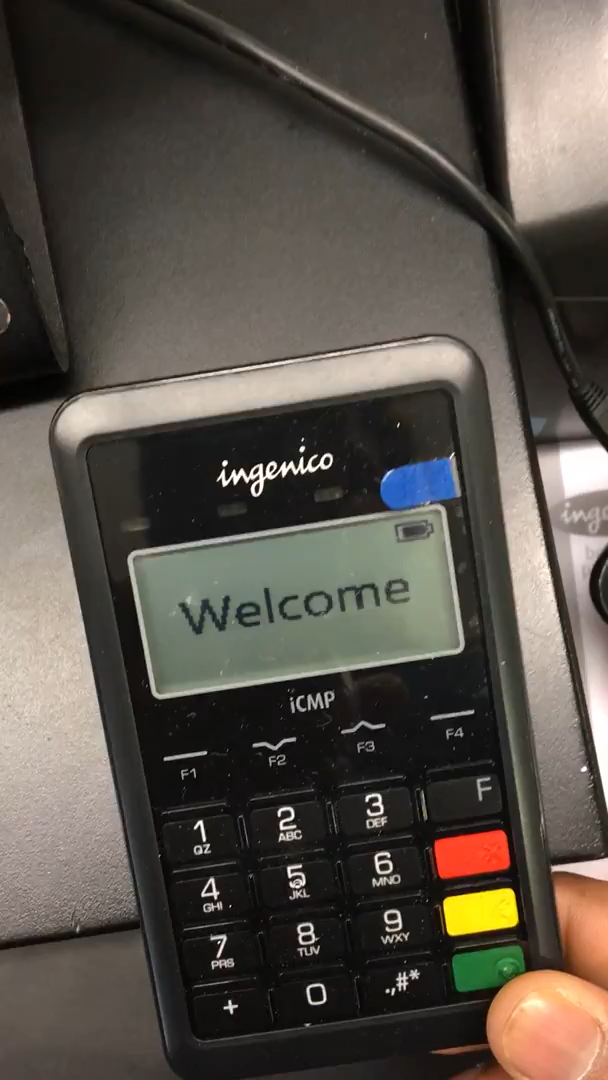 ingenico
Welcome
iCMP
F1 F2 F3 F4
F
1 QZ 2 ABC 3 DEF
4 GHI 5 JKL 6 MNO
7 PRS 8 TUV 9 WXY
+ 0 .,#*